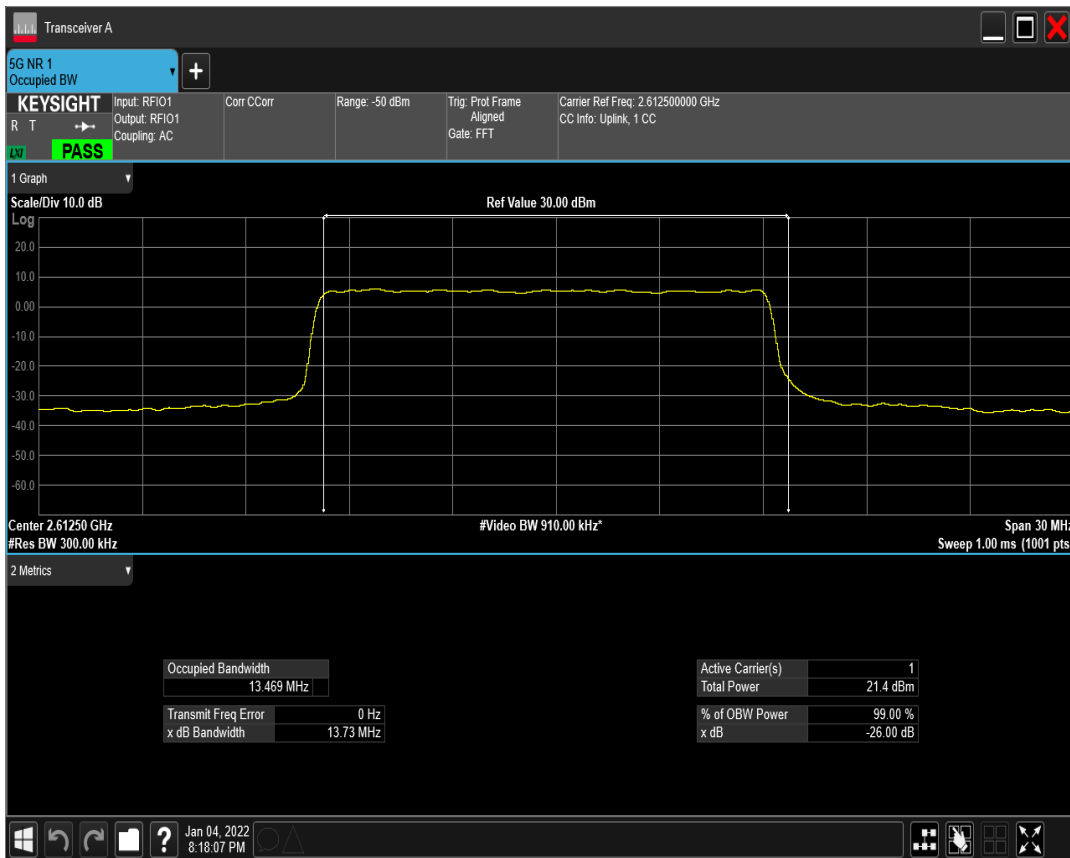 Transceiver A
5G NR 1
Occupied BW
+
KEYSIGHT
R T
LXI
PASS
Input: RFIO1
Output: RFIO1
Coupling: AC
Corr CCorr
Range: -50 dBm
Trig: Prot Frame
Aligned
Gate: FFT
Carrier Ref Freq: 2.612500000 GHz
CC Info: Uplink, 1 CC
1 Graph
Scale/Div 10.0 dB
Ref Value 30.00 dBm
Log
20.0
10.0
0.00
-10.0
-20.0
-30.0
-40.0
-50.0
-60.0
Center 2.61250 GHz
#Video BW 910.00 kHz*
Span 30 MHz
#Res BW 300.00 kHz
Sweep 1.00 ms (1001 pts
2 Metrics
Occupied Bandwidth
13.469 MHz
Transmit Freq Error 0 Hz
x dB Bandwidth 13.73 MHz
Active Carrier(s) 1
Total Power 21.4 dBm
% of OBW Power 99.00 %
x dB -26.00 dB
?
Jan 04, 2022
8:18:07 PM